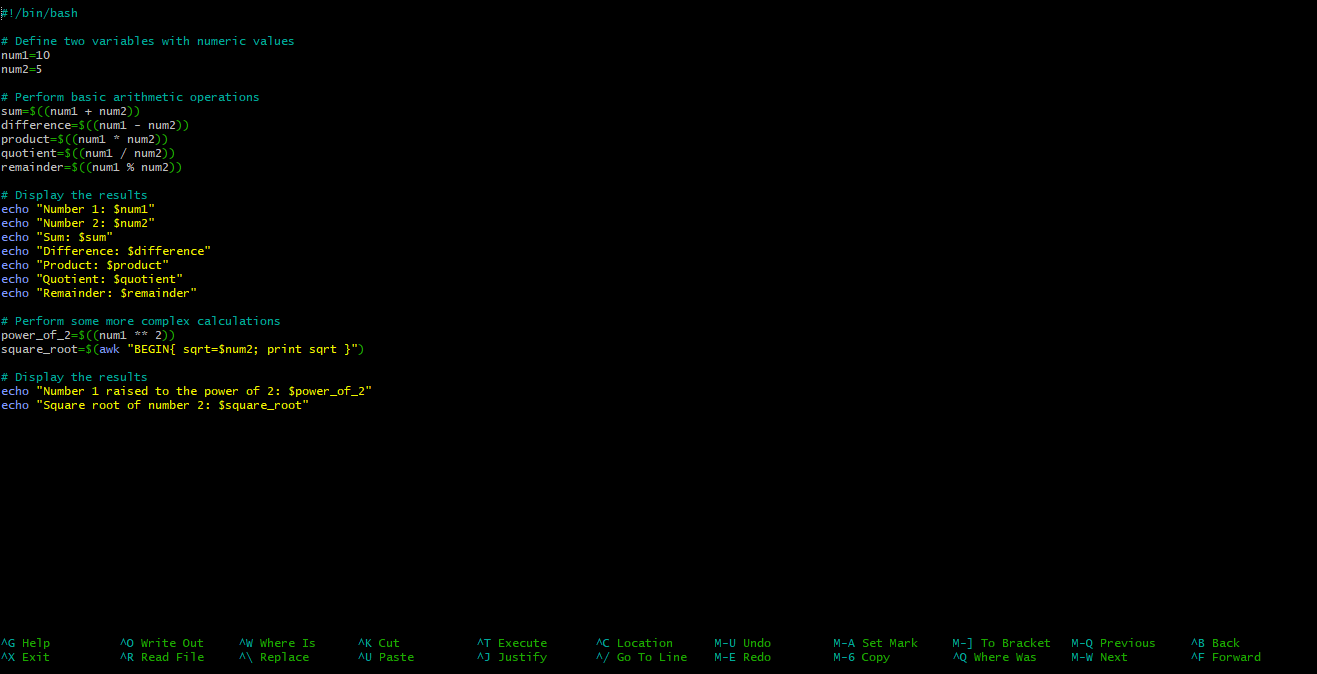 #!/bin/bash
# Define two variables with numeric values
num1=10
num2=5
# Perform basic arithmetic operations
sum=$((num1 + num2))
difference=$((num1 - num2))
product=$((num1 * num2))
quotient=$((num1 / num2))
remainder=$((num1 % num2))
# Display the results
echo "Number 1: $num1"
echo "Number 2: $num2"
echo "Sum: $sum"
echo "Difference: $difference"
echo "Product: $product"
echo "Quotient: $quotient"
echo "Remainder: $remainder"
# Perform some more complex calculations
power_of_2=$((num1 ** 2))
square_root=$(awk "BEGIN{ sqrt=$num2; print sqrt }")
# Display the results
echo "Number 1 raised to the power of 2: $power_of_2"
echo "Square root of number 2: $square_root"
^G Help ^O Write Out ^W Where Is ^K Cut ^T Execute ^C Location M-U Undo M-A Set Mark M-] To Bracket M-Q Previous ^B Back
^X Exit ^R Read File ^\ Replace ^U Paste ^J Justify ^/ Go To Line M-E Redo M-6 Copy ^Q Where Was M-W Next ^F Forward